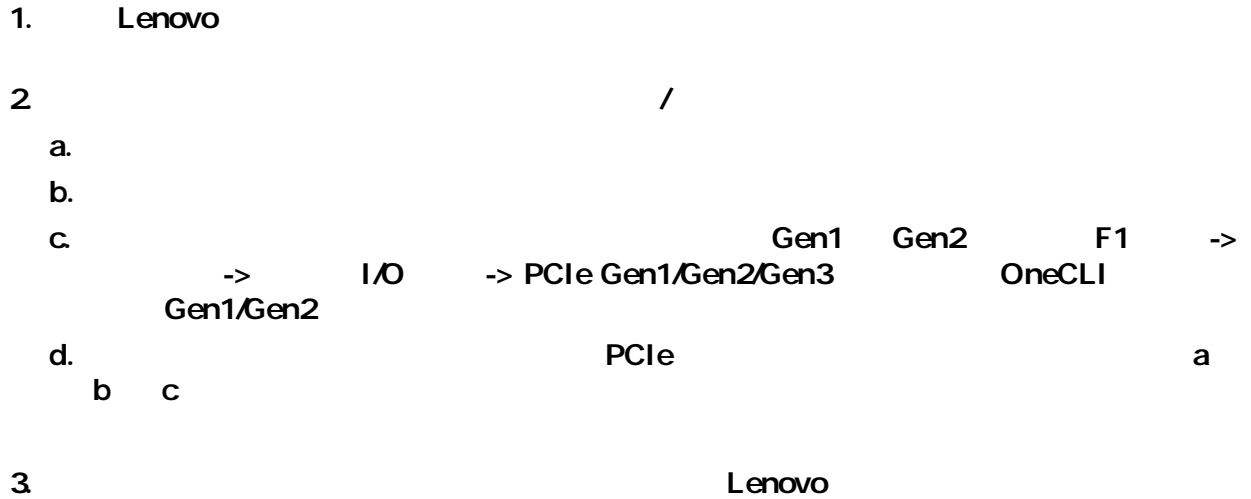 1. Lenovo
2. /
a.
b.
c. Gen1 Gen2 F1 ->
-> I/O -> PCIe Gen1/Gen2/Gen3 OneCLI
Gen1/Gen2
d. PCIe a
b c
3. Lenovo